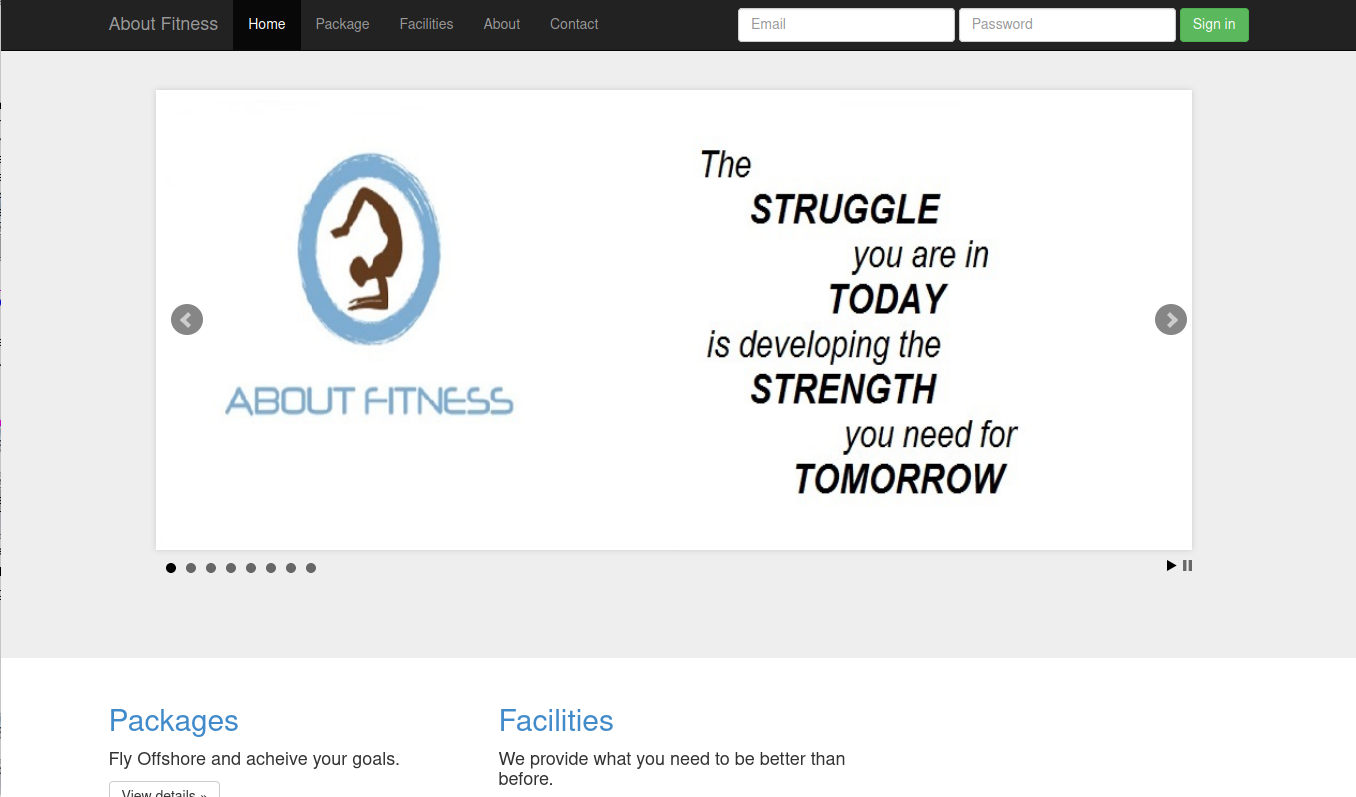 About Fitness Home Package Facilities About Contact Email Password Sign in
The
STRUGGLE
you are in
TODAY
is developing the
STRENGTH
you need for
TOMORROW
ABOUT FITNESS
Packages
Fly Offshore and acheive your goals.
View details »
Facilities
We provide what you need to be better than
before.